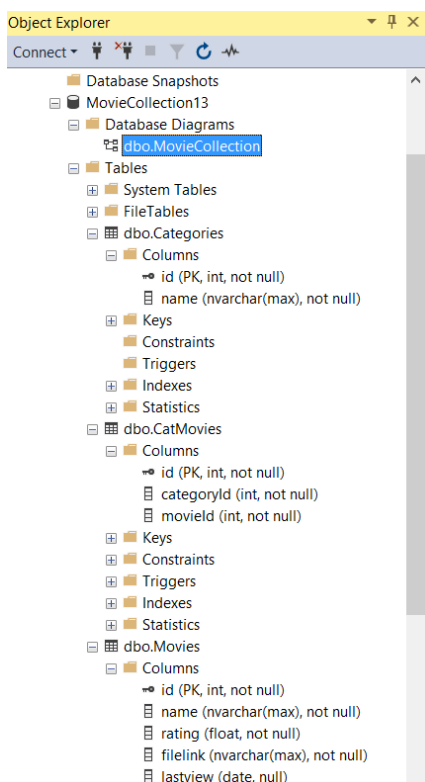 Object Explorer
Connect
Database Snapshots
MovieCollection13
Database Diagrams
dbo.MovieCollection
Tables
System Tables
FileTables
dbo.Categories
Columns
id (PK, int, not null)
name (nvarchar(max), not null)
Keys
Constraints
Triggers
Indexes
Statistics
dbo.CatMovies
Columns
id (PK, int, not null)
categoryId (int, not null)
movieId (int, not null)
Keys
Constraints
Triggers
Indexes
Statistics
dbo.Movies
Columns
id (PK, int, not null)
name (nvarchar(max), not null)
rating (float, not null)
filelink (nvarchar(max), not null)
lastview (date, null)